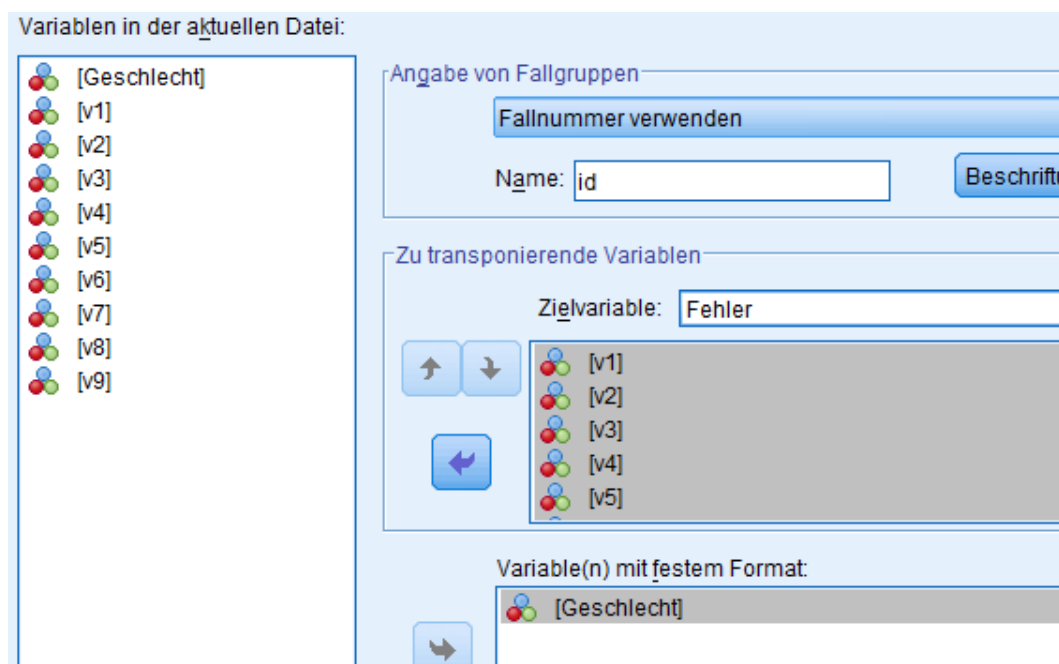 Variablen in der aktuellen Datei:
[Geschlecht]
[v1]
[v2]
[v3]
[v4]
[v5]
[v6]
[v7]
[v8]
[v9]
Angabe von Fallgruppen
Fallnummer verwenden
Name: id
Beschriftu
Zu transponierende Variablen
Zielvariable: Fehler
[v1]
[v2]
[v3]
[v4]
[v5]
Variable(n) mit festem Format:
[Geschlecht]